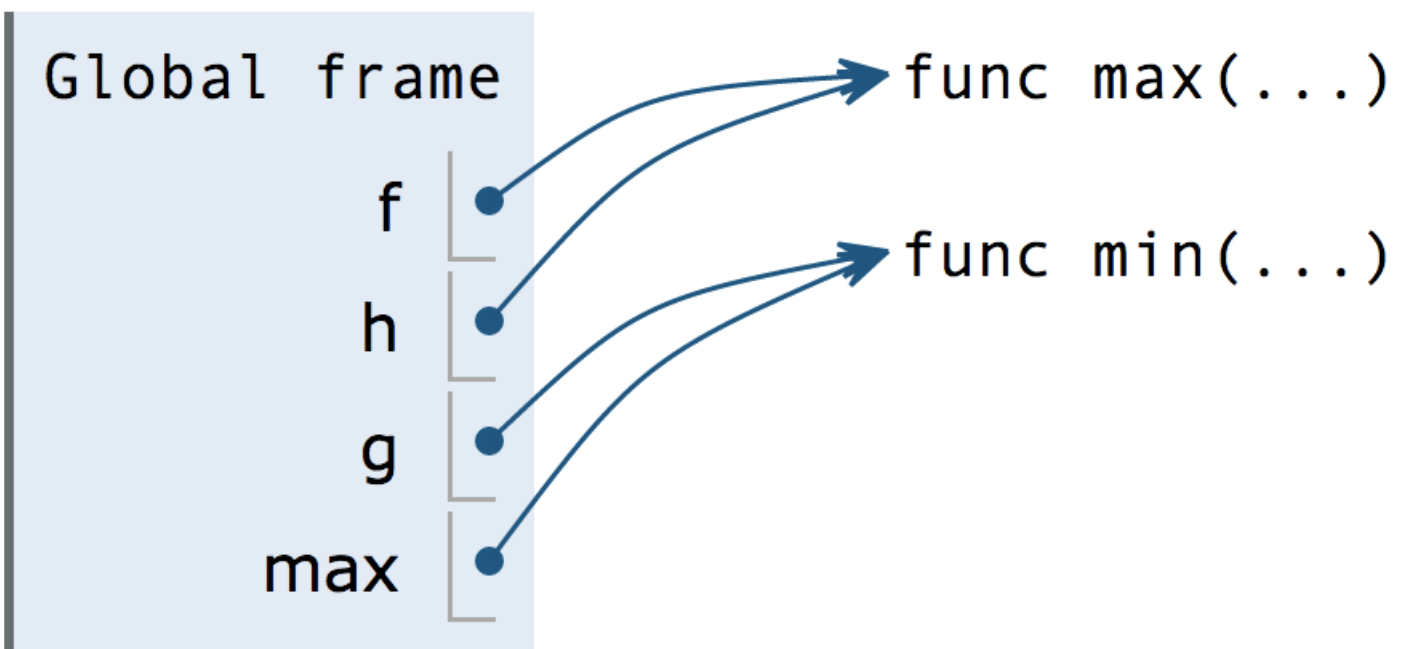 Global frame
func max(...)
f
func min(...)
h
g
max